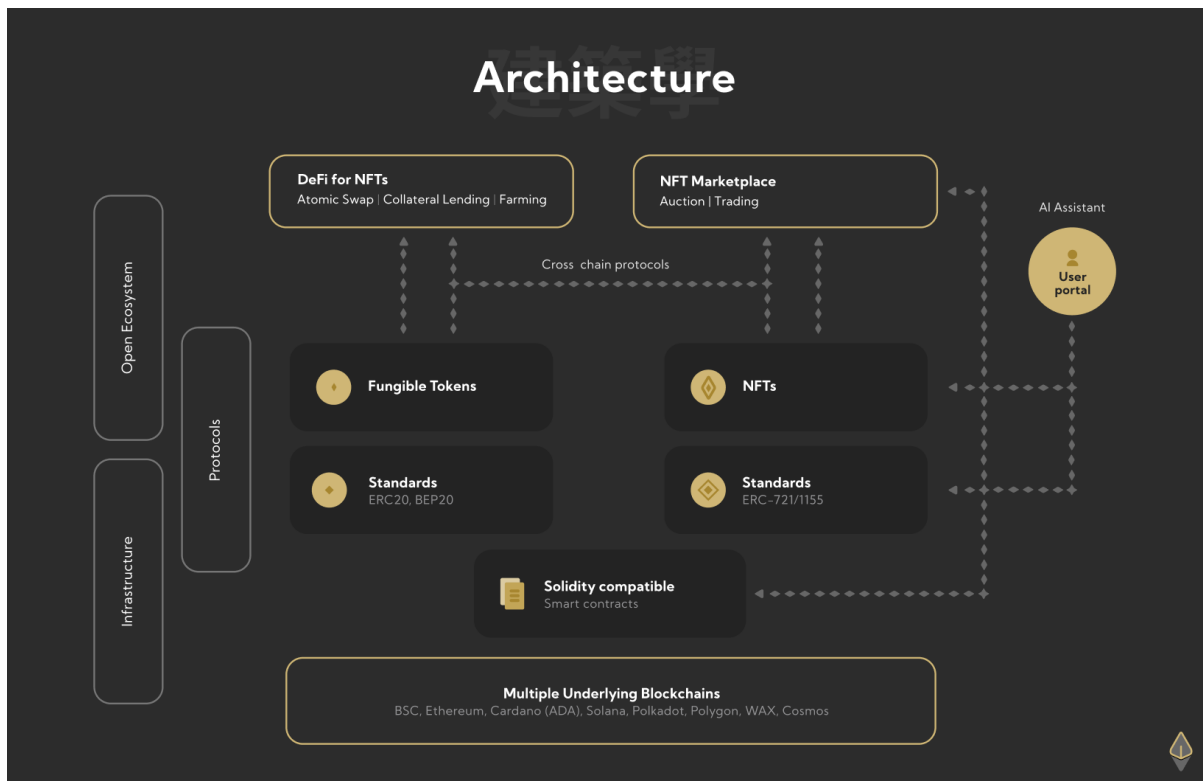 建築學
Architecture
DeFi for NFTs
Atomic Swap | Collateral Lending | Farming
NFT Marketplace
Auction | Trading
AI Assistant
User
portal
Cross chain protocols
Open Ecosystem
Protocols
Infrastructure
Fungible Tokens
NFTs
Standards
ERC20, BEP20
Standards
ERC-721/1155
Solidity compatible
Smart contracts
Multiple Underlying Blockchains
BSC, Ethereum, Cardano (ADA), Solana, Polkadot, Polygon, WAX, Cosmos